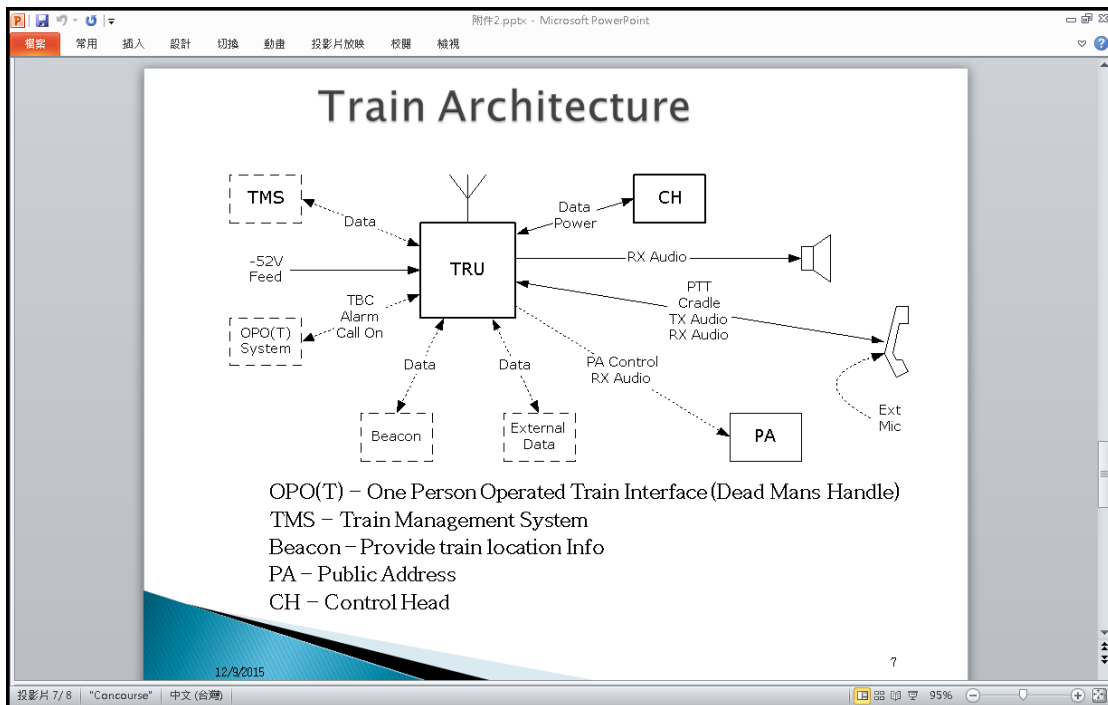 附件2.pptx - Microsoft PowerPoint
檔案 常用 插入 設計 切換 動畫 投影片放映 校閱 檢視
Train Architecture
TMS
CH
Data
Data
Power
-52V
Feed
TRU
RX Audio
TBC
Alarm
Call On
PTT
Cradle
TX Audio
RX Audio
OPO(T)
System
Data
Data
PA Control
RX Audio
Beacon
External
Data
PA
Ext
Mic
OPO(T) – One Person Operated Train Interface (Dead Mans Handle)
TMS – Train Management System
Beacon – Provide train location Info
PA – Public Address
CH – Control Head
12/9/2015
7
投影片 7/8 "Concourse" 中文 (台灣) 95%